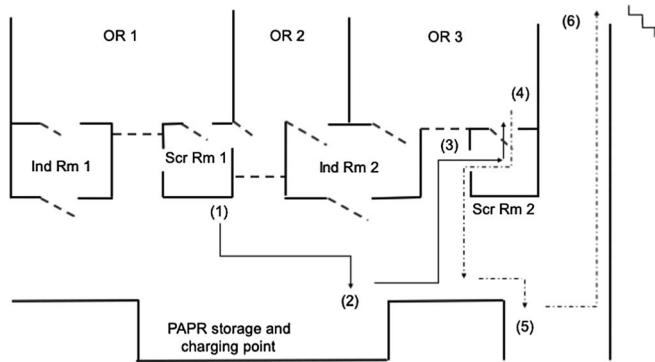 OR 1
OR 2
OR 3
(6)
(4)
(3)
Scr Rm 1
Ind Rm 1
Ind Rm 2
(1)
Scr Rm 2
(2)
(5)
PAPR storage and
charging point